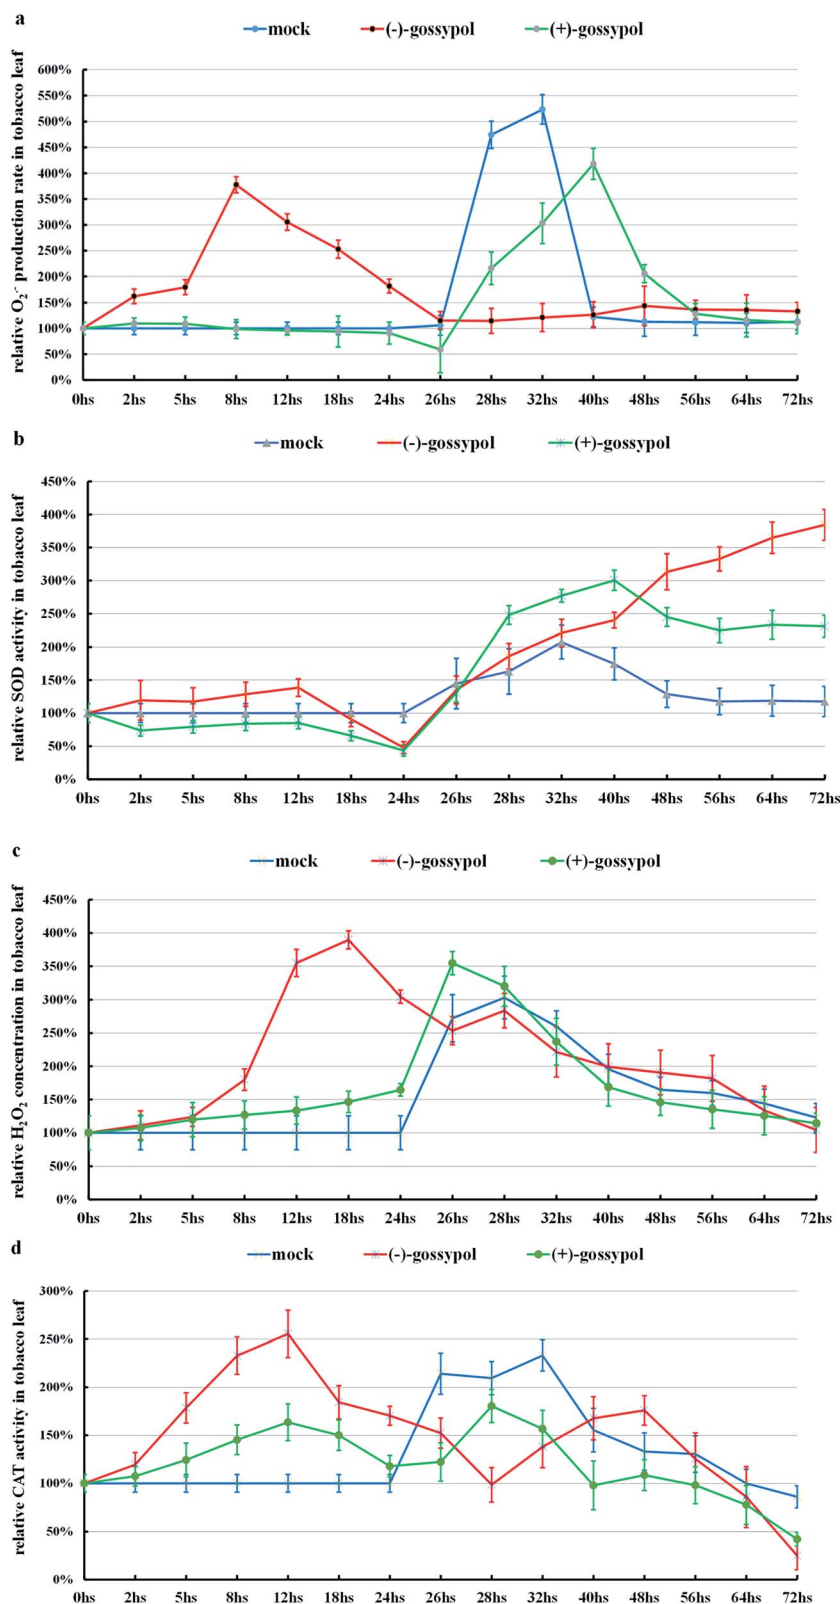 a
mock (-)-gossypol (+)-gossypol
relative O₂·⁻ production rate in tobacco leaf
600%
550%
500%
450%
400%
350%
300%
250%
200%
150%
100%
50%
0%
0hs 2hs 5hs 8hs 12hs 18hs 24hs 26hs 28hs 32hs 40hs 48hs 56hs 64hs 72hs
b
mock (-)-gossypol (+)-gossypol
relative SOD activity in tobacco leaf
450%
400%
350%
300%
250%
200%
150%
100%
50%
0%
0hs 2hs 5hs 8hs 12hs 18hs 24hs 26hs 28hs 32hs 40hs 48hs 56hs 64hs 72hs
c
mock (-)-gossypol (+)-gossypol
relative H₂O₂ concentration in tobacco leaf
450%
400%
350%
300%
250%
200%
150%
100%
50%
0%
0hs 2hs 5hs 8hs 12hs 18hs 24hs 26hs 28hs 32hs 40hs 48hs 56hs 64hs 72hs
d
mock (-)-gossypol (+)-gossypol
relative CAT activity in tobacco leaf
300%
250%
200%
150%
100%
50%
0%
0hs 2hs 5hs 8hs 12hs 18hs 24hs 26hs 28hs 32hs 40hs 48hs 56hs 64hs 72hs